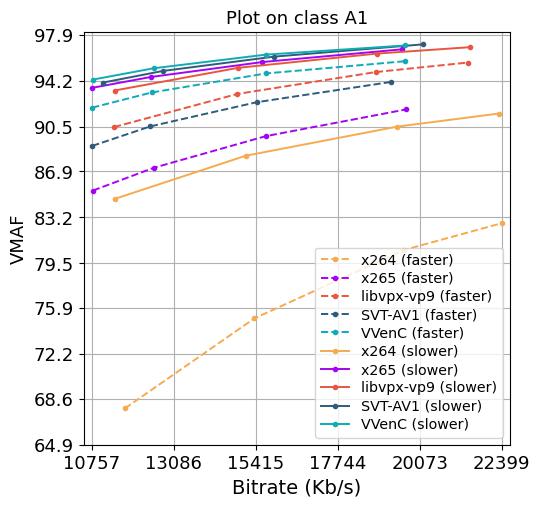 Plot on class A1
97.9
94.2
90.5
86.9
83.2
79.5
75.9
72.2
68.6
64.9
VMAF
x264 (faster)
x265 (faster)
libvpx-vp9 (faster)
SVT-AV1 (faster)
VVenC (faster)
x264 (slower)
x265 (slower)
libvpx-vp9 (slower)
SVT-AV1 (slower)
VVenC (slower)
10757 13086 15415 17744 20073 22399
Bitrate (Kb/s)